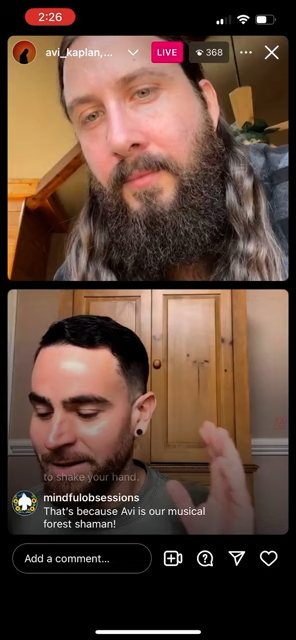 2:26
avi_kaplan,...
LIVE
368
to shake your hand.
mindfulobsessions
That's because Avi is our musical
forest shaman!
Add a comment...